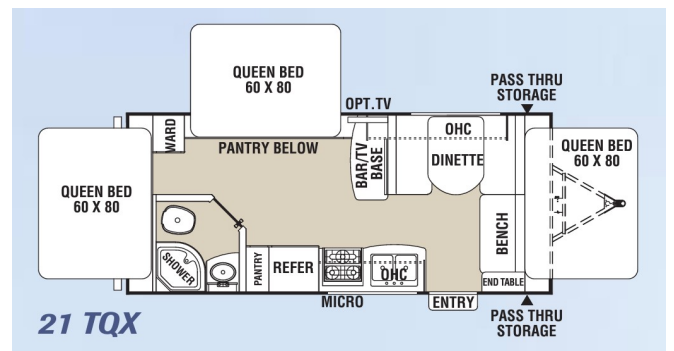 QUEEN BED
60 X 80
PASS THRU
STORAGE
OPT.TV
WARD
PANTRY BELOW
BAR/TV
BASE
OHC
DINETTE
QUEEN BED
60 X 80
QUEEN BED
60 X 80
BENCH
SHOWER
PANTRY
REFER
OHC
END TABLE
MICRO
ENTRY
PASS THRU
STORAGE
21 TQX